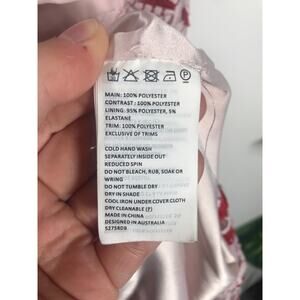 MAIN: 100% POLYESTER
CONTRAST: 100% POLYESTER
LINING: 95% POLYESTER, 5%
ELASTANE
TRIM: 100% POLYESTER
EXCLUSIVE OF TRIMS
COLD HAND WASH
SEPARATELY INSIDE OUT
REDUCED SPIN
DO NOT BLEACH, RUB, SOAK OR
WRING
DO NOT TUMBLE DRY
DRY IN SHADE
COOL IRON UNDER COVER CLOTH
DRY CLEANABLE (P)
MADE IN CHINA
DESIGNED IN AUSTRALIA